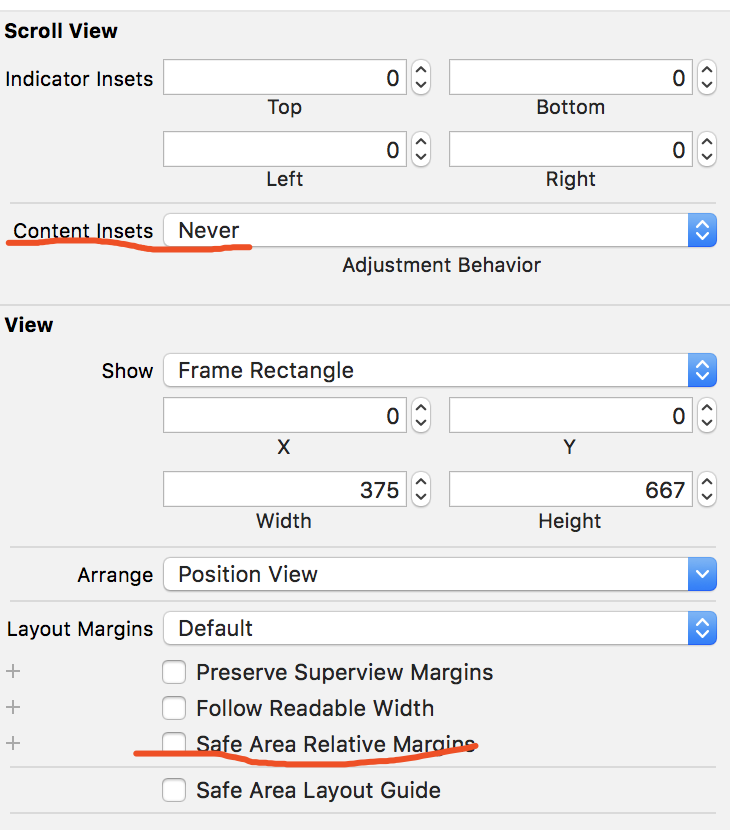 Scroll View
Indicator Insets 0 0
Top Bottom
0 0
Left Right
Content Insets Never
Adjustment Behavior
View
Show Frame Rectangle
0 0
X Y
375 667
Width Height
Arrange Position View
Layout Margins Default
+ Preserve Superview Margins
+ Follow Readable Width
+ Safe Area Relative Margins
Safe Area Layout Guide